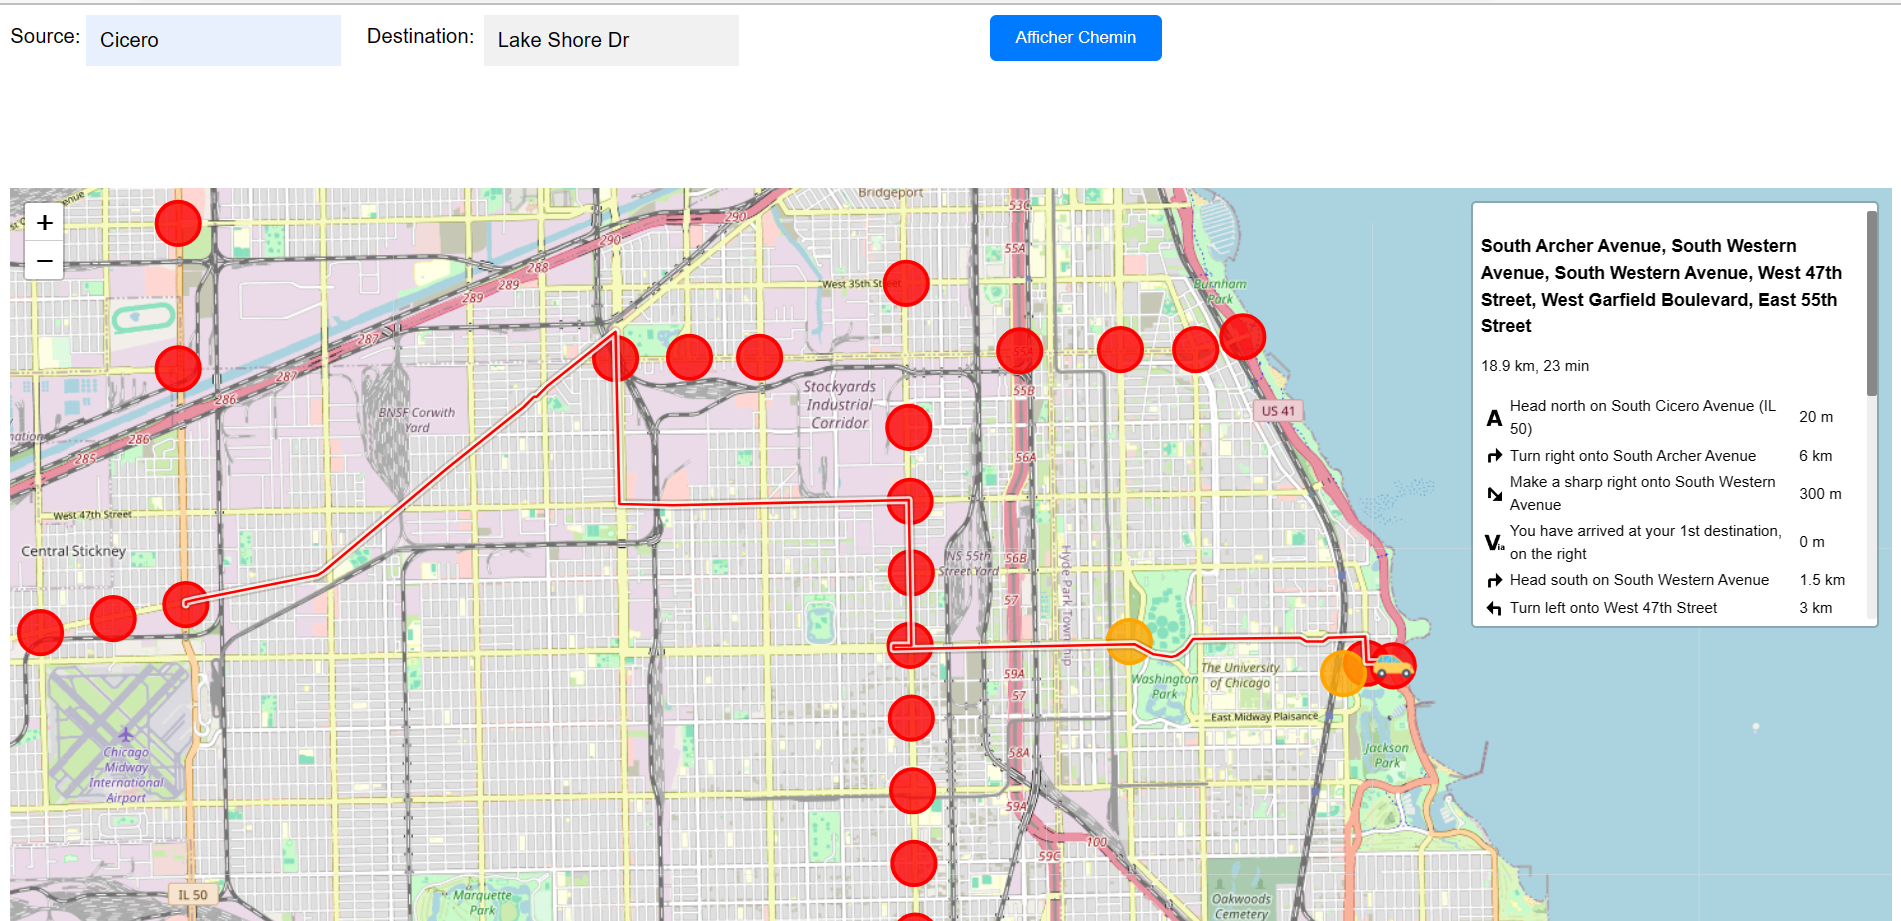 Source:
Cicero
Destination:
Lake Shore Dr
Afficher Chemin
+
−
Bridgeport
53C
290
290
55A
288
289
289
West 35th
Burnham
Park
287
55A
287
Stockyards
Industrial
Corridor
55B
286
BNSF Corwith
Yard
US 41
286
285
56A
West 47th Street
Central Stickney
NS 55th
Street Yard
56B
Hyde Park Township
57
The University
of Chicago
59A
57
Washington
Park
East Midway Plaisance
Chicago
Midway
International
Airport
58A
Jackson
Park
59A
100
59C
IL 50
Marquette
Park
Oakwoods
Cemetery
South Archer Avenue, South Western
Avenue, South Western Avenue, West 47th
Street, West Garfield Boulevard, East 55th
Street
18.9 km, 23 min
A Head north on South Cicero Avenue (IL
50) 20 m
Turn right onto South Archer Avenue 6 km
Make a sharp right onto South Western
Avenue 300 m
Via You have arrived at your 1st destination,
on the right 0 m
Head south on South Western Avenue 1.5 km
Turn left onto West 47th Street 3 km